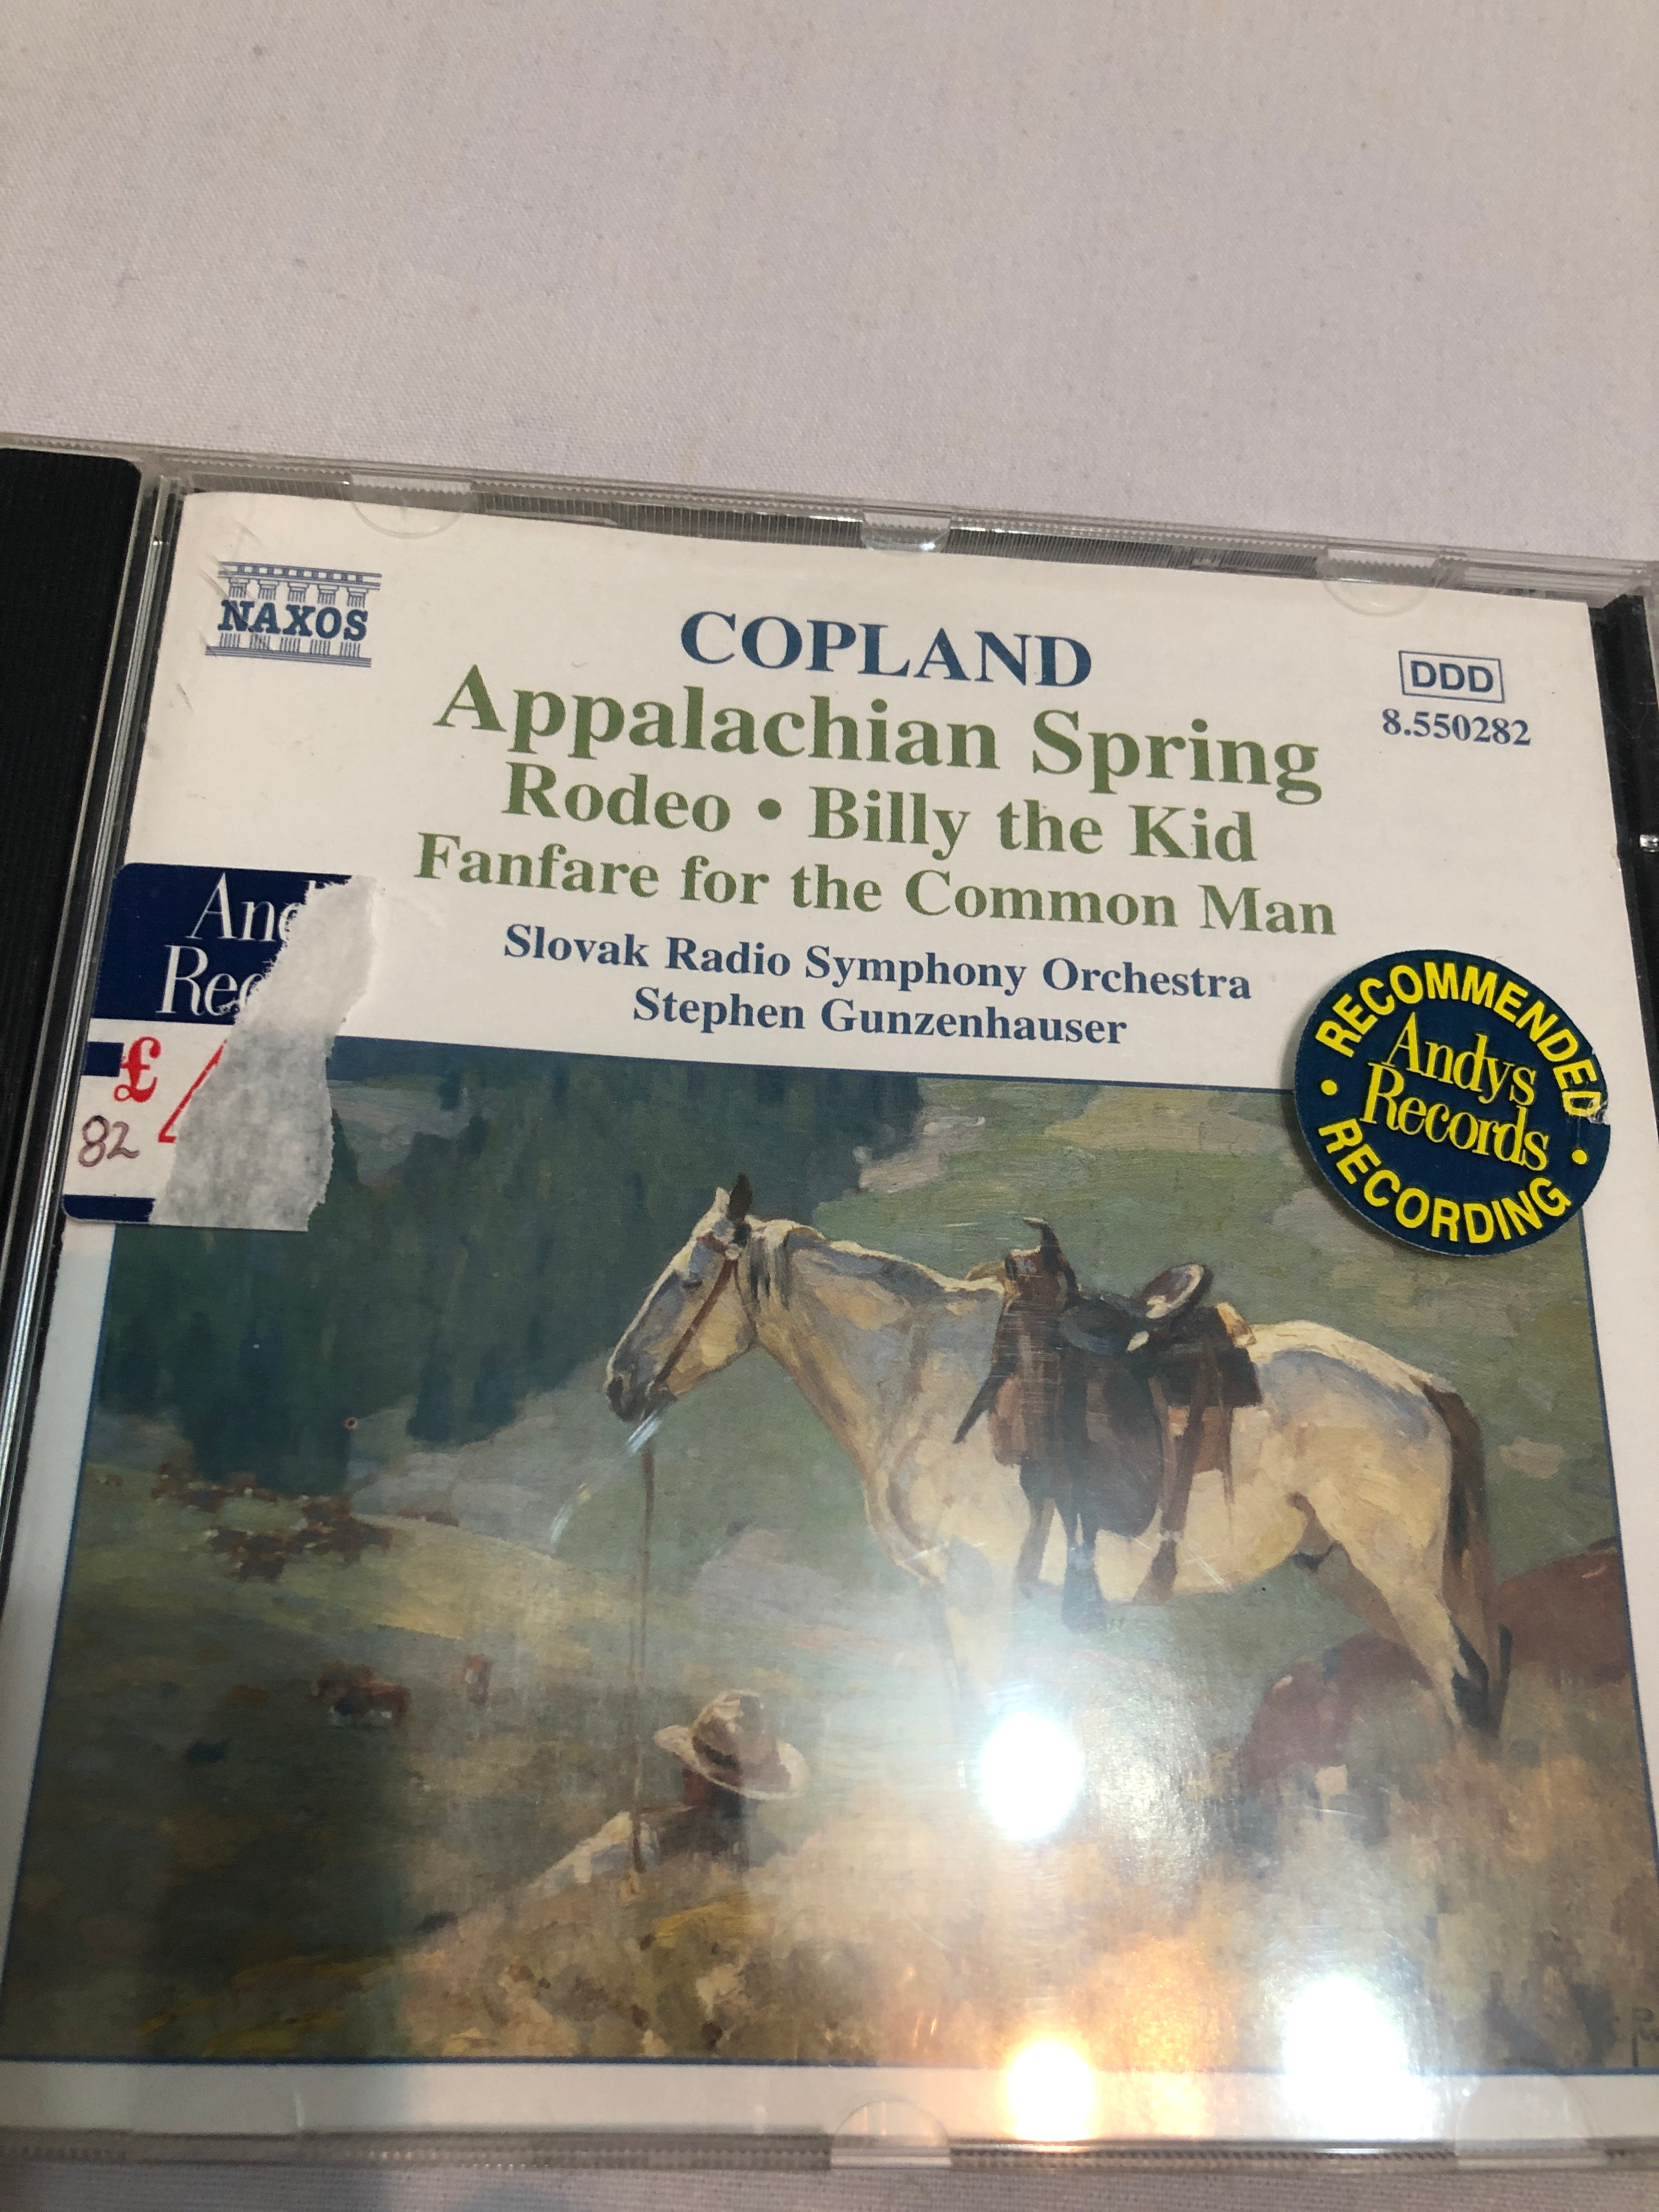 NAXOS
COPLAND
DDD
8.550282
Appalachian Spring
Rodeo • Billy the Kid
Fanfare for the Common Man
Slovak Radio Symphony Orchestra
Stephen Gunzenhauser
£
82
RECOMMENDED
Andys
Records
• RECORDING •